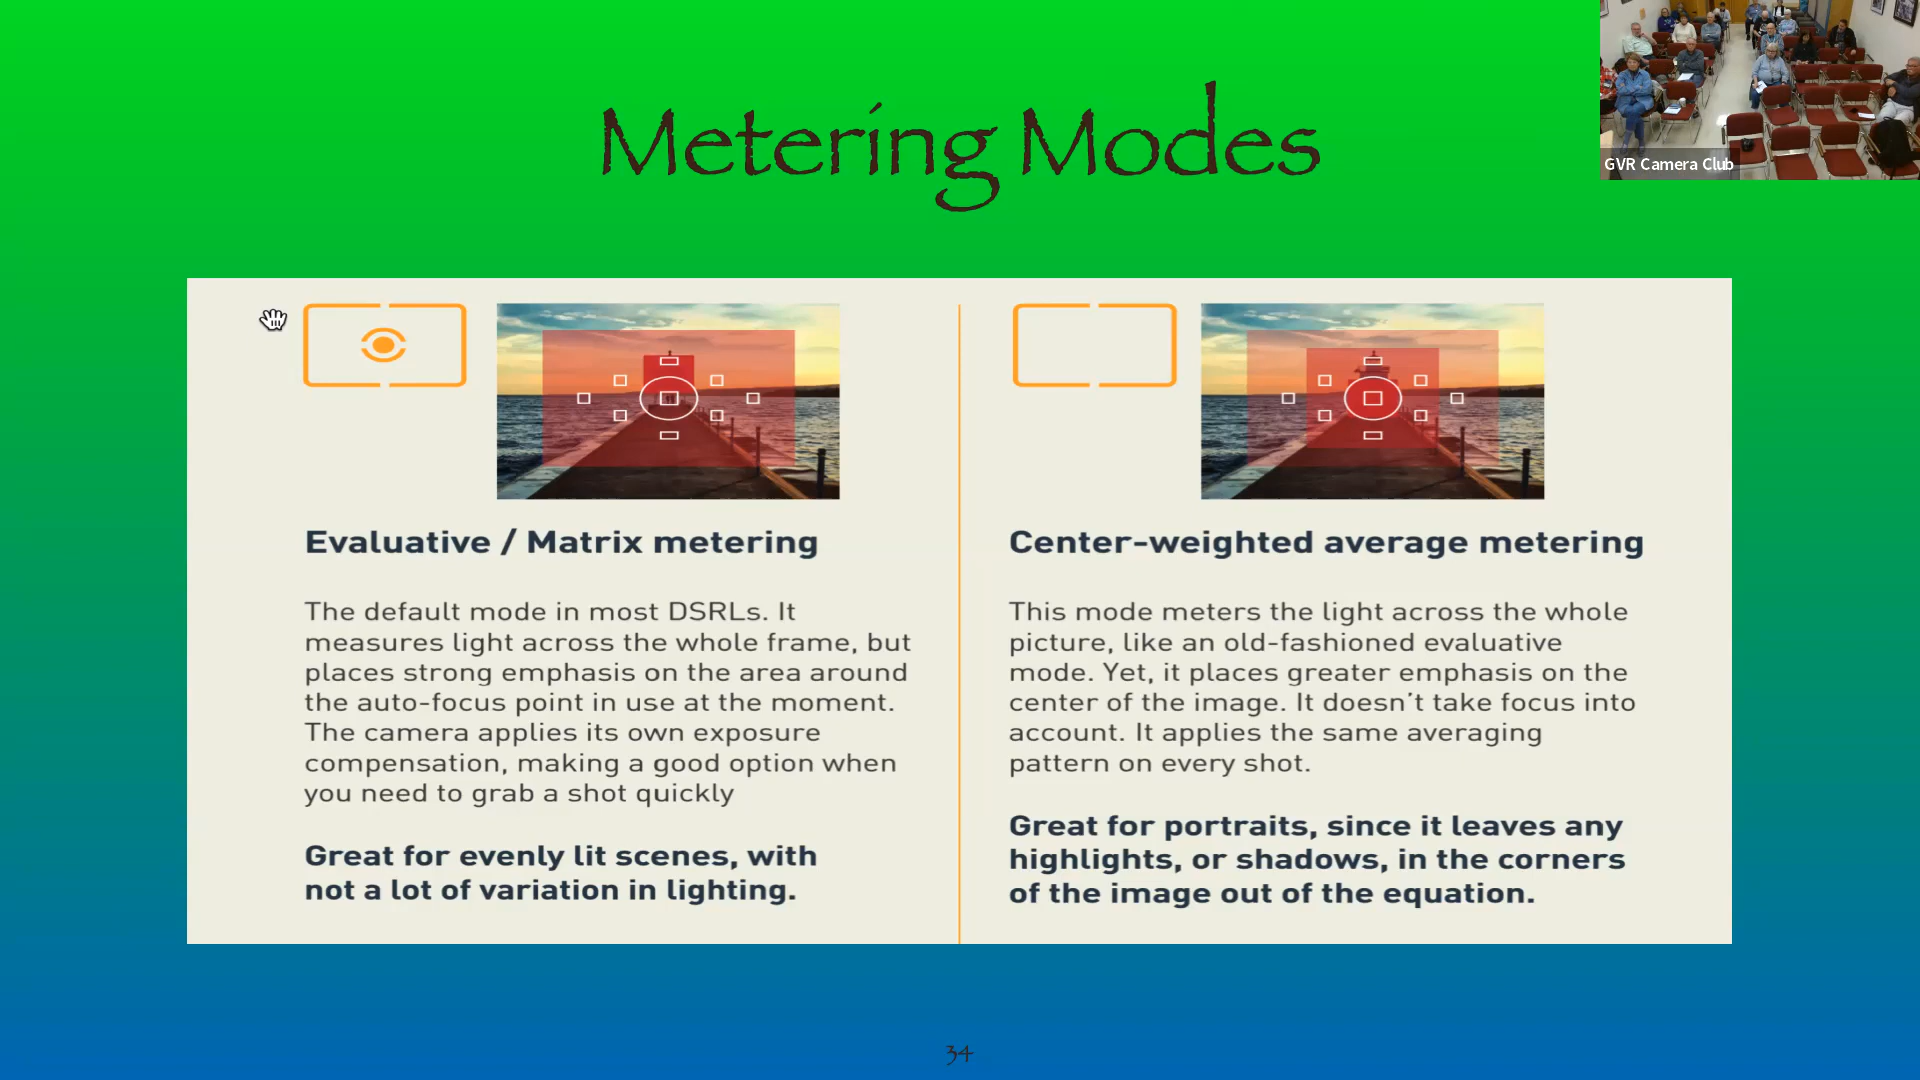 Metering Modes
GVR Camera Club
Evaluative / Matrix metering
The default mode in most DSRLs. It
measures light across the whole frame, but
places strong emphasis on the area around
the auto-focus point in use at the moment.
The camera applies its own exposure
compensation, making a good option when
you need to grab a shot quickly
Great for evenly lit scenes, with
not a lot of variation in lighting.
Center-weighted average metering
This mode meters the light across the whole
picture, like an old-fashioned evaluative
mode. Yet, it places greater emphasis on the
center of the image. It doesn't take focus into
account. It applies the same averaging
pattern on every shot.
Great for portraits, since it leaves any
highlights, or shadows, in the corners
of the image out of the equation.
34